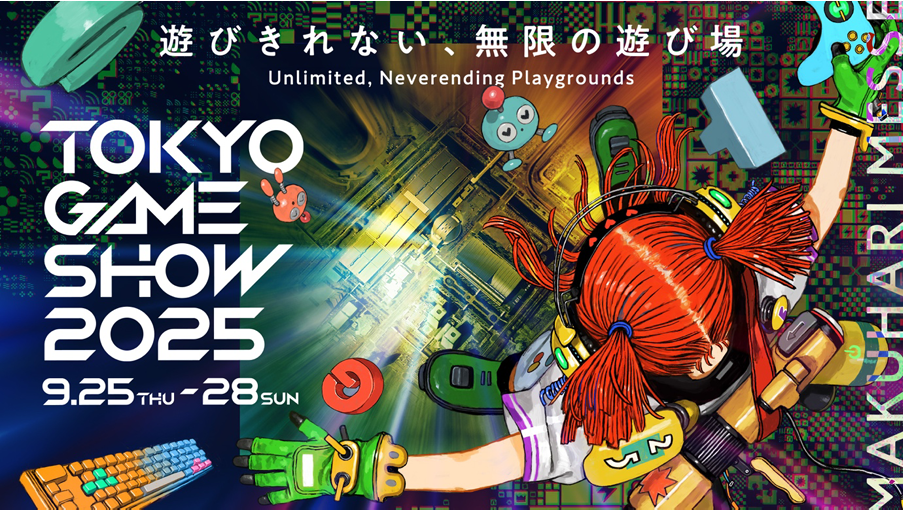 遊びきれない、無限の遊び場
Unlimited, Neverending Playgrounds
TOKYO
GAME
SHOW
2025
9.25THU-28SUN
MAKUHARI MESSE